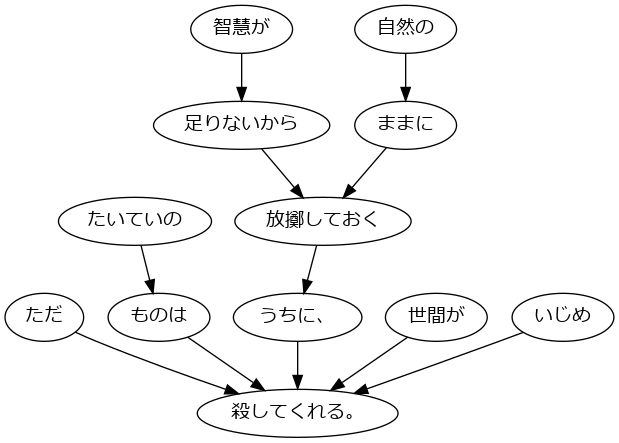 智慧が 自然の
足りないから ままに
たいていの 放擲しておく
ただ ものは うちに、 世間が いじめ
殺してくれる。